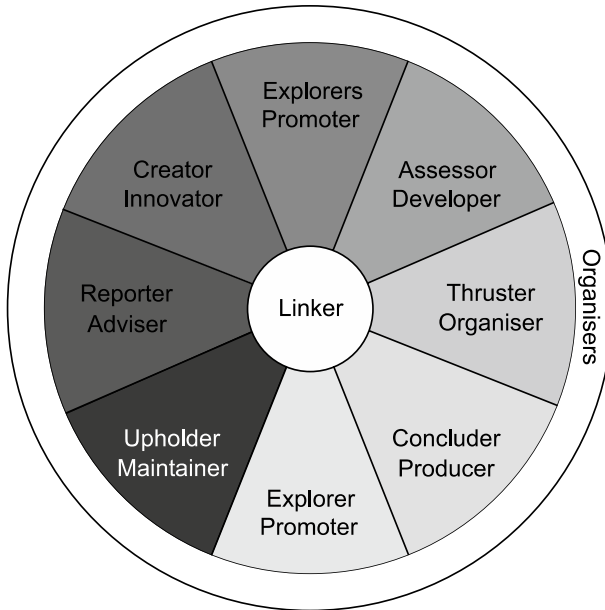 Explorers
Promoter
Creator
Innovator
Assessor
Developer
Reporter
Adviser
Linker
Thruster
Organiser
Organisers
Upholder
Maintainer
Concluder
Producer
Explorer
Promoter